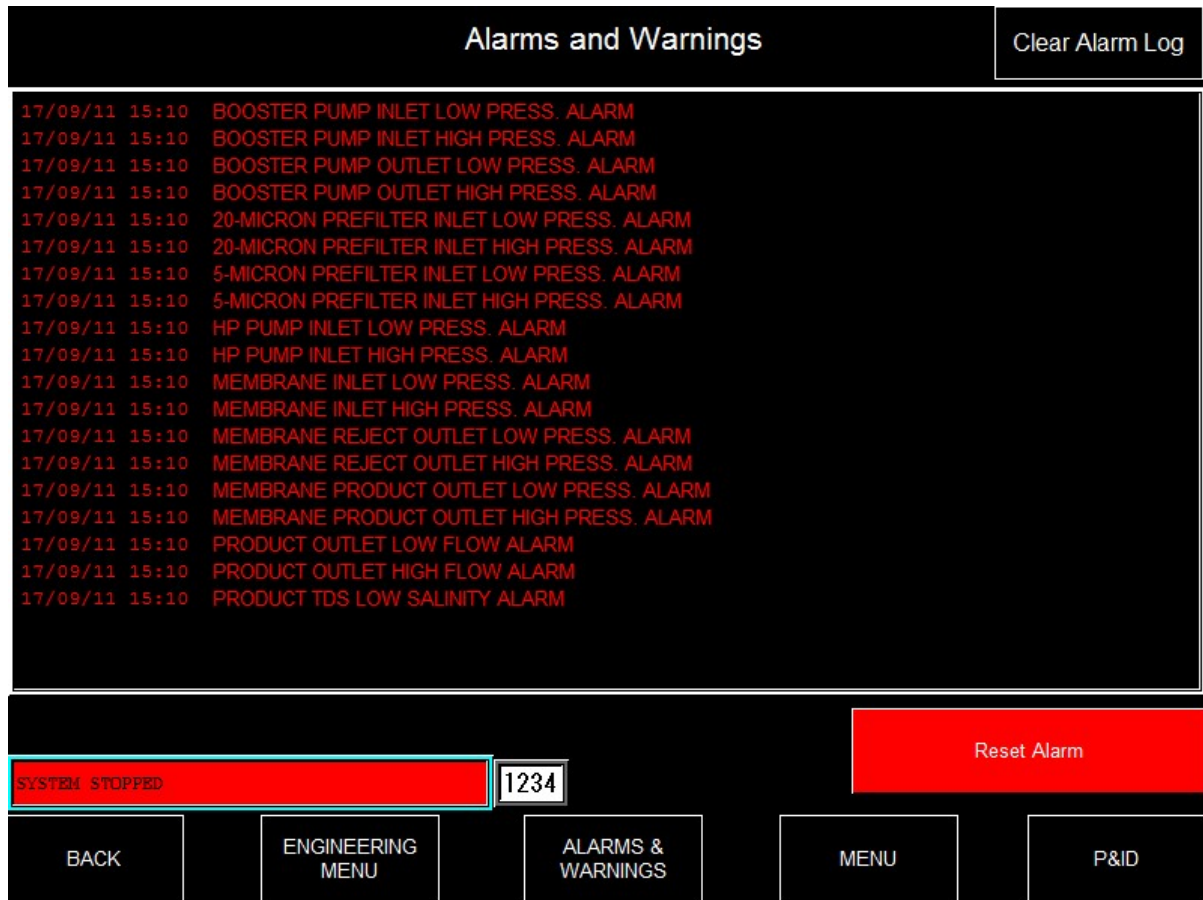 Alarms and Warnings
Clear Alarm Log
17/09/11 15:10 BOOSTER PUMP INLET LOW PRESS. ALARM
17/09/11 15:10 BOOSTER PUMP INLET HIGH PRESS. ALARM
17/09/11 15:10 BOOSTER PUMP OUTLET LOW PRESS. ALARM
17/09/11 15:10 BOOSTER PUMP OUTLET HIGH PRESS. ALARM
17/09/11 15:10 20-MICRON PREFILTER INLET LOW PRESS. ALARM
17/09/11 15:10 20-MICRON PREFILTER INLET HIGH PRESS. ALARM
17/09/11 15:10 5-MICRON PREFILTER INLET LOW PRESS. ALARM
17/09/11 15:10 5-MICRON PREFILTER INLET HIGH PRESS. ALARM
17/09/11 15:10 HP PUMP INLET LOW PRESS. ALARM
17/09/11 15:10 HP PUMP INLET HIGH PRESS. ALARM
17/09/11 15:10 MEMBRANE INLET LOW PRESS. ALARM
17/09/11 15:10 MEMBRANE INLET HIGH PRESS. ALARM
17/09/11 15:10 MEMBRANE REJECT OUTLET LOW PRESS. ALARM
17/09/11 15:10 MEMBRANE REJECT OUTLET HIGH PRESS. ALARM
17/09/11 15:10 MEMBRANE PRODUCT OUTLET LOW PRESS. ALARM
17/09/11 15:10 MEMBRANE PRODUCT OUTLET HIGH PRESS. ALARM
17/09/11 15:10 PRODUCT OUTLET LOW FLOW ALARM
17/09/11 15:10 PRODUCT OUTLET HIGH FLOW ALARM
17/09/11 15:10 PRODUCT TDS LOW SALINITY ALARM
Reset Alarm
SYSTEM STOPPED
1234
BACK
ENGINEERING
MENU
ALARMS &
WARNINGS
MENU
P&ID